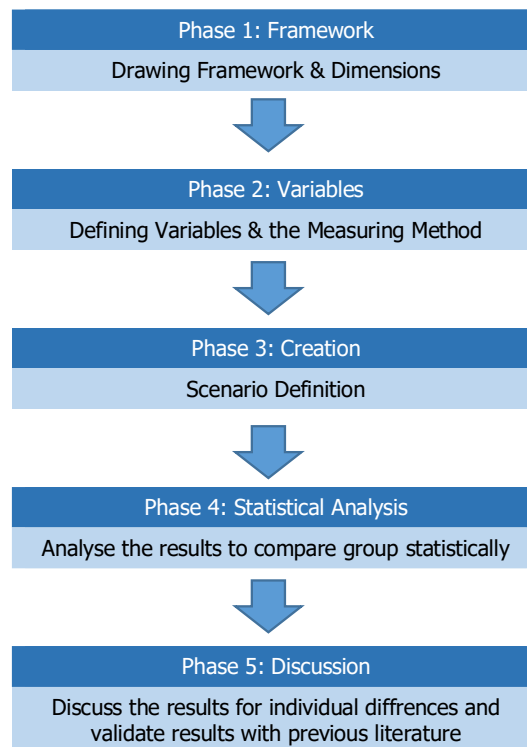 Phase 1: Framework
Drawing Framework & Dimensions
Phase 2: Variables
Defining Variables & the Measuring Method
Phase 3: Creation
Scenario Definition
Phase 4: Statistical Analysis
Analyse the results to compare group statistically
Phase 5: Discussion
Discuss the results for individual diffrences and
validate results with previous literature